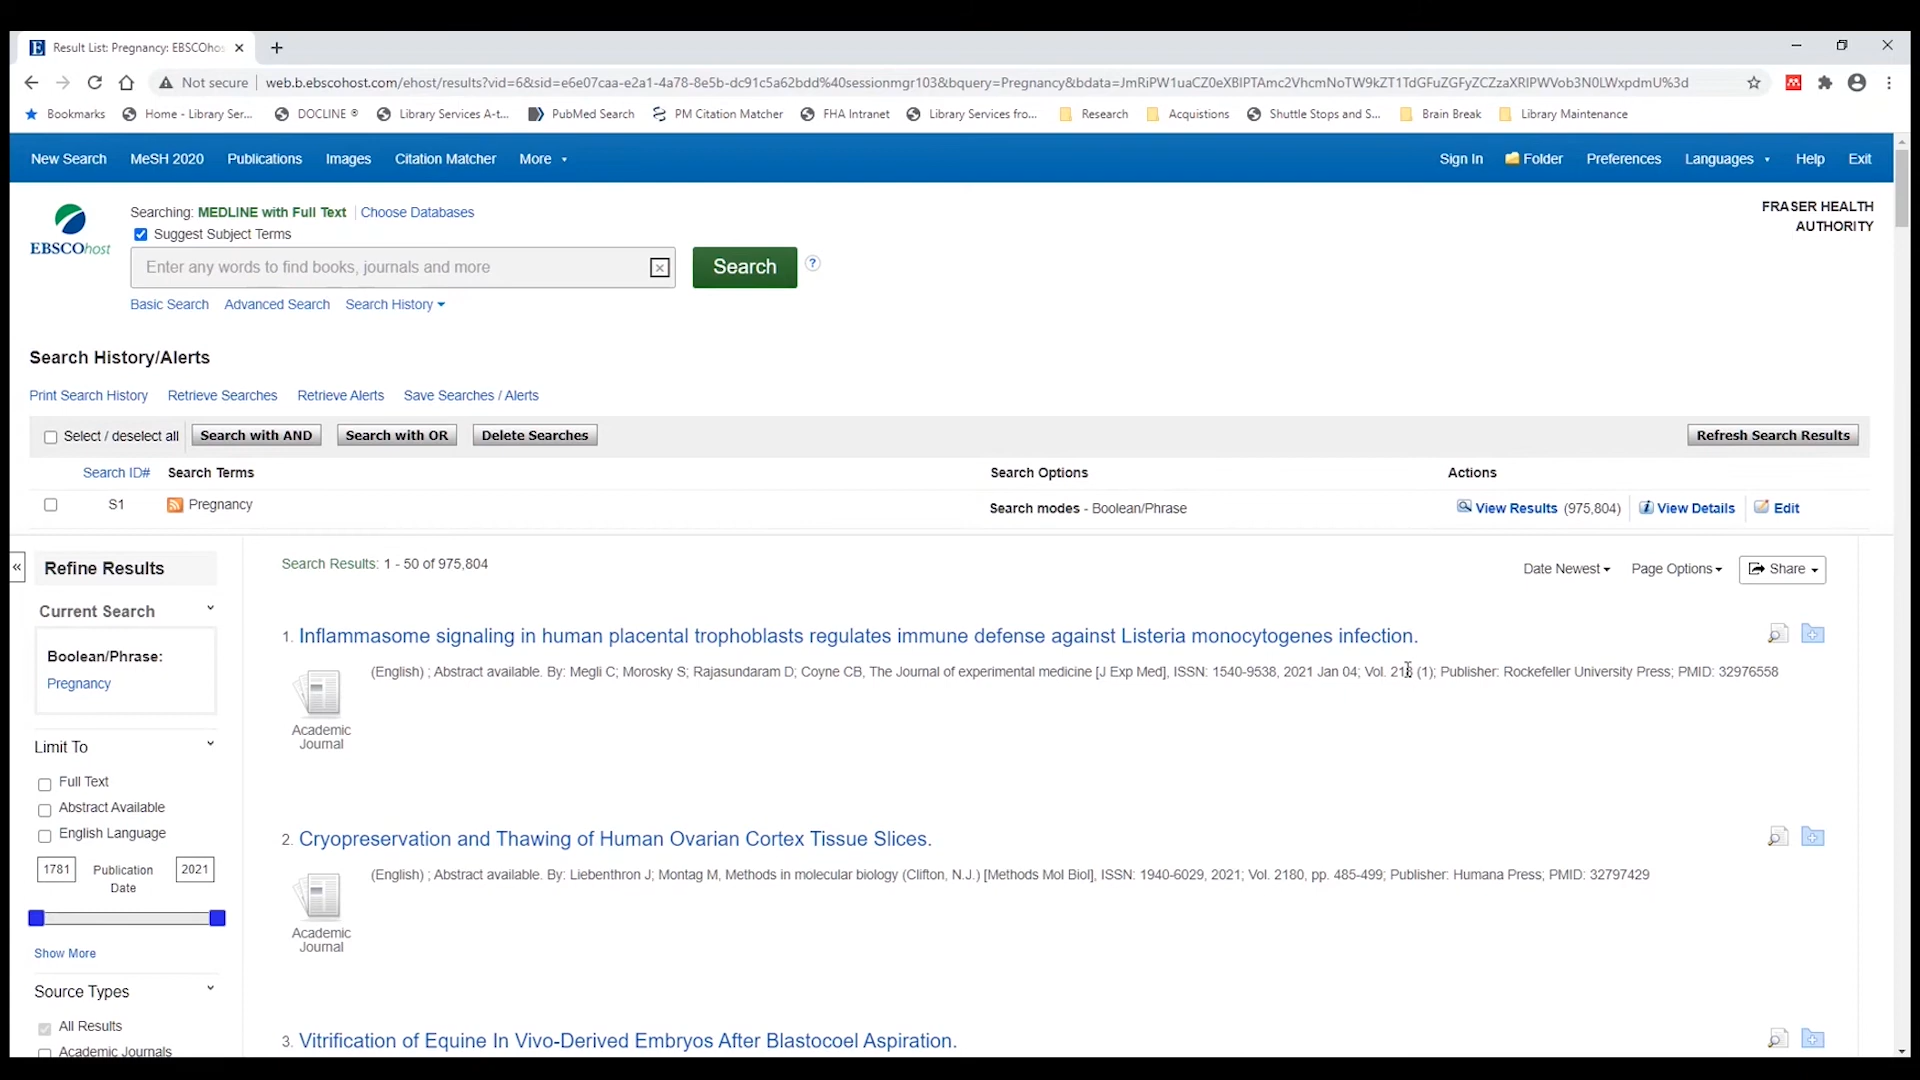 Result List: Pregnancy: EBSCOhos
Not secure web.b.ebscohost.com/ehost/results?vid=6&sid=e6e07caa-e2a1-4a78-8e5b-dc91c5a62bdd%40sessionmgr103&bquery=Pregnancy&bdata=JmRiPW1uaCZ0eXBlPTAmc2VhcmNoTW9kZT1TdGFuZGFyZCZzaXRlPWVob3N0LWxpdmU%3d
Bookmarks Home - Library Ser... DOCLINE ® Library Services A-t... PubMed Search PM Citation Matcher FHA Intranet Library Services fro... Research Acquistions Shuttle Stops and S... Brain Break Library Maintenance
New Search MeSH 2020 Publications Images Citation Matcher More Sign In Folder Preferences Languages Help Exit
Searching: MEDLINE with Full Text Choose Databases
FRASER HEALTH
AUTHORITY
Suggest Subject Terms
EBSCOhost
Enter any words to find books, journals and more
Search ?
Basic Search Advanced Search Search History
Search History/Alerts
Print Search History Retrieve Searches Retrieve Alerts Save Searches / Alerts
Select / deselect all Search with AND Search with OR Delete Searches Refresh Search Results
Search ID# Search Terms Search Options Actions
S1 Pregnancy Search modes - Boolean/Phrase View Results (975,804) View Details Edit
Refine Results
Current Search
Boolean/Phrase:
Pregnancy
Limit To
Full Text
Abstract Available
English Language
1781 Publication Date 2021
Show More
Source Types
All Results
Academic Journals
Search Results: 1 - 50 of 975,804
Date Newest Page Options Share
1. Inflammasome signaling in human placental trophoblasts regulates immune defense against Listeria monocytogenes infection.
(English) ; Abstract available. By: Megli C; Morosky S; Rajasundaram D; Coyne CB, The Journal of experimental medicine [J Exp Med], ISSN: 1540-9538, 2021 Jan 04; Vol. 218 (1); Publisher: Rockefeller University Press; PMID: 32976558
Academic
Journal
2. Cryopreservation and Thawing of Human Ovarian Cortex Tissue Slices.
(English) ; Abstract available. By: Liebenthron J; Montag M, Methods in molecular biology (Clifton, N.J.) [Methods Mol Biol], ISSN: 1940-6029, 2021; Vol. 2180, pp. 485-499; Publisher: Humana Press; PMID: 32797429
Academic
Journal
3. Vitrification of Equine In Vivo-Derived Embryos After Blastocoel Aspiration.